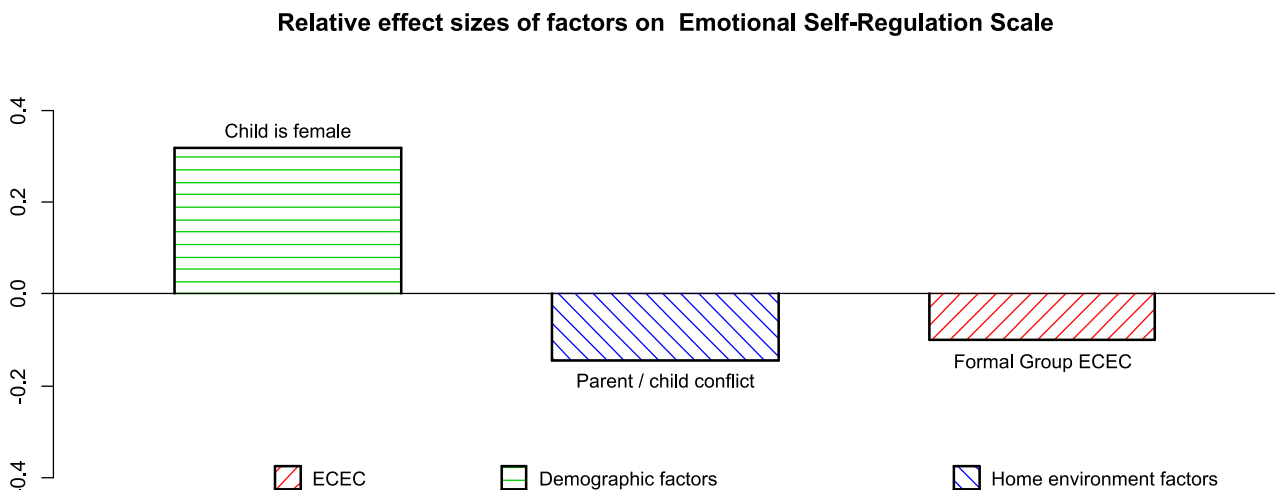 Relative effect sizes of factors on Emotional Self-Regulation Scale
0.4
Child is female
0.2
0.0
Formal Group ECEC
Parent / child conflict
-0.2
-0.4
ECEC
Demographic factors
Home environment factors